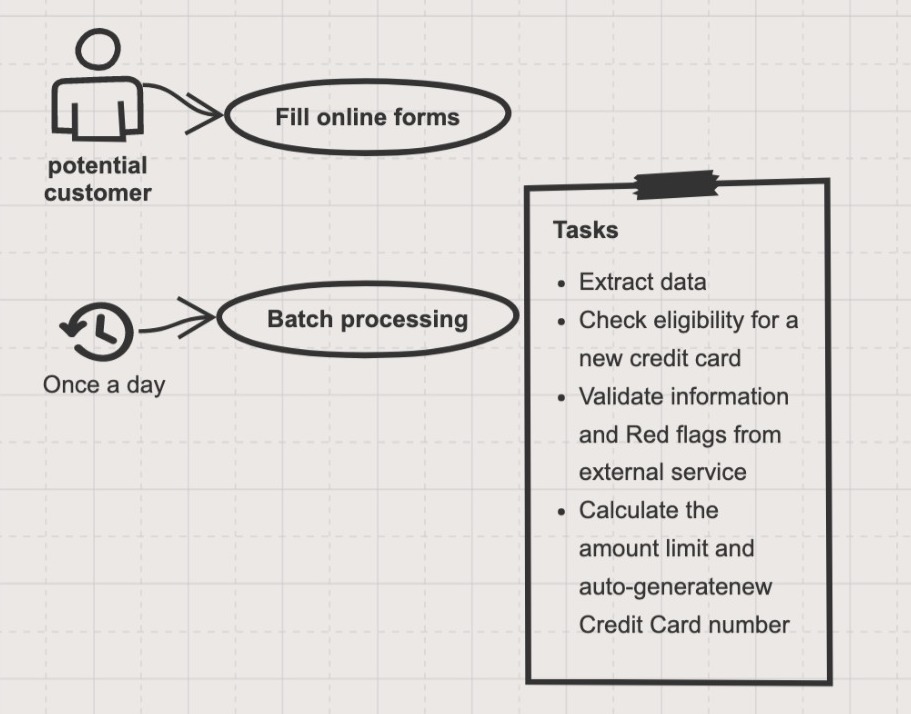 Fill online forms
potential
customer
Batch processing
Once a day
Tasks
• Extract data
• Check eligibility for a
new credit card
• Validate information
and Red flags from
external service
• Calculate the
amount limit and
auto-generatenew
Credit Card number